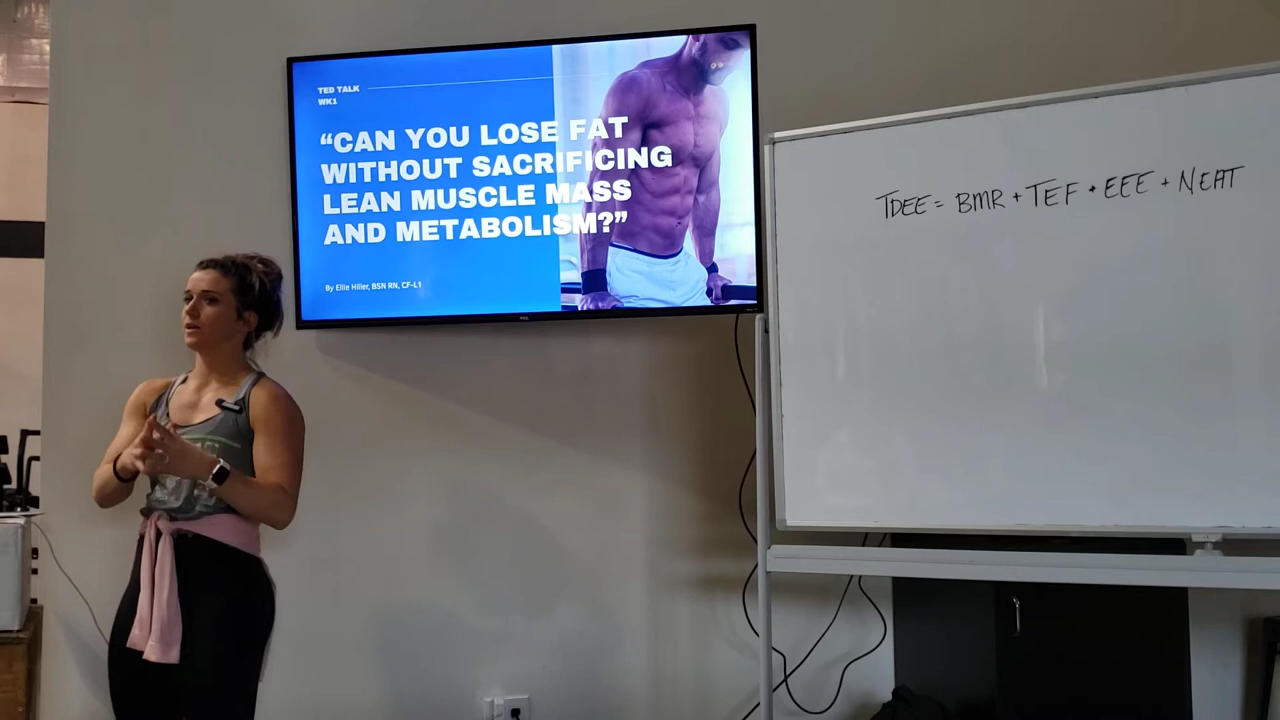 TED TALK
WK1
“CAN YOU LOSE FAT
WITHOUT SACRIFICING
LEAN MUSCLE MASS
AND METABOLISM?”
By Ellie Hiller, BSN RN, CF-L1
TCL
TDEE = BMR + TEF + EEE + NEAT